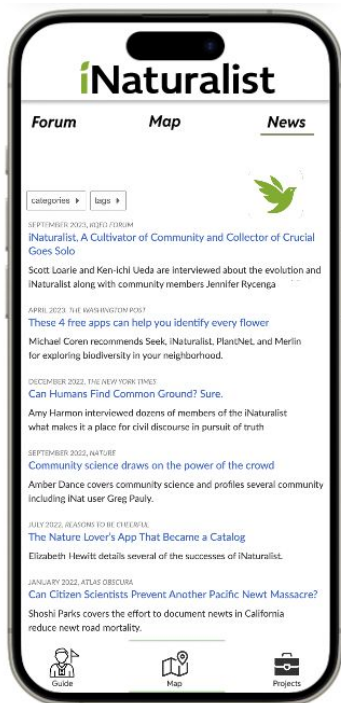 iNaturalist
Forum Map News
categories tags
SEPTEMBER 2023, KQED FORUM
iNaturalist, A Cultivator of Community and Collector of Crucial
Goes Solo
Scott Loarie and Ken-ichi Ueda are interviewed about the evolution and
iNaturalist along with community members Jennifer Rycenga
APRIL 2023, THE WASHINGTON POST
These 4 free apps can help you identify every flower
Michael Coren recommends Seek, iNaturalist, PlantNet, and Merlin
for exploring biodiversity in your neighborhood.
DECEMBER 2022, THE NEW YORK TIMES
Can Humans Find Common Ground? Sure.
Amy Harmon interviewed dozens of members of the iNaturalist
what makes it a place for civil discourse in pursuit of truth
SEPTEMBER 2022, NATURE
Community science draws on the power of the crowd
Amber Dance covers community science and profiles several community
including iNat user Greg Pauly.
JULY 2022, REASONS TO BE CHEERFUL
The Nature Lover's App That Became a Catalog
Elizabeth Hewitt details several of the successes of iNaturalist.
JANUARY 2022, ATLAS OBSCURA
Can Citizen Scientists Prevent Another Pacific Newt Massacre?
Shoshi Parks covers the effort to document newts in California
reduce newt road mortality.
Guide Map Projects